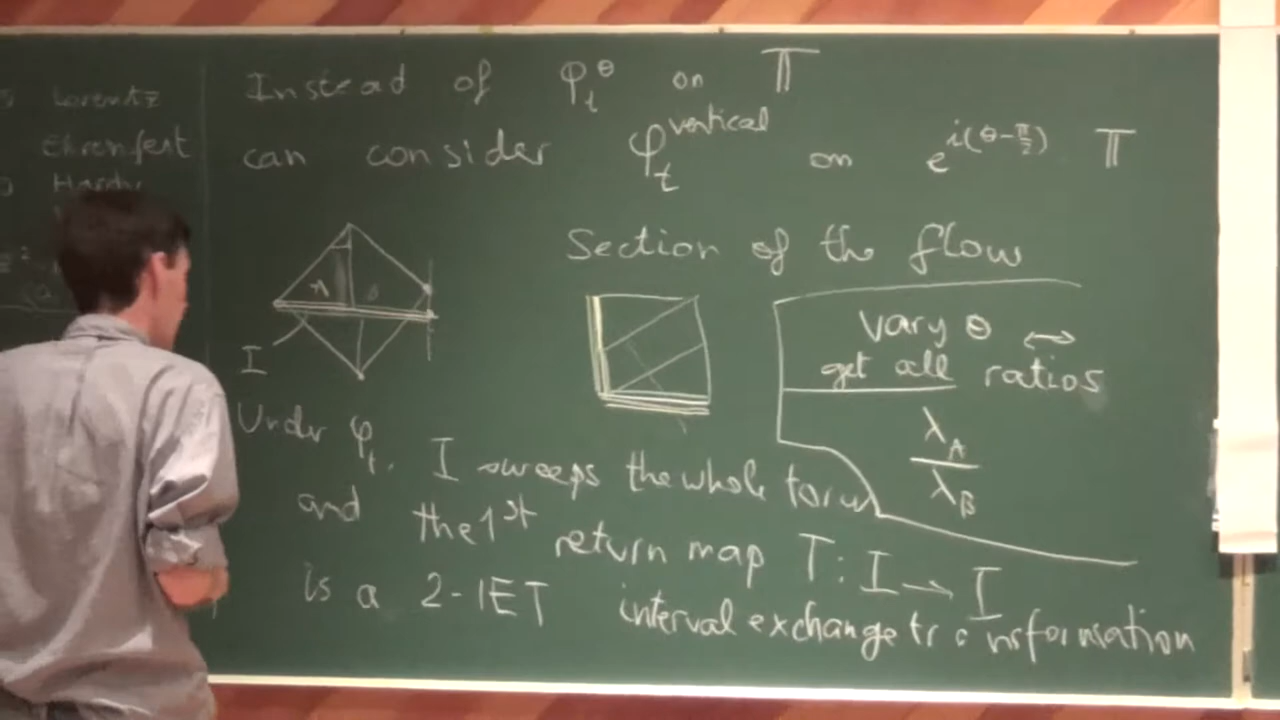 Lorentz
Ehrenfest
Hardy
Instead of φ_t^θ on 𝕋
can consider φ_t^vertical on e^{i(θ-π/2)} 𝕋
Section of the flow
A B
I
vary θ ↔
get all ratios
λ_A / λ_B
Under φ_t, I sweeps the whole torus
and the 1st return map T: I → I
is a 2-IET interval exchange transformation